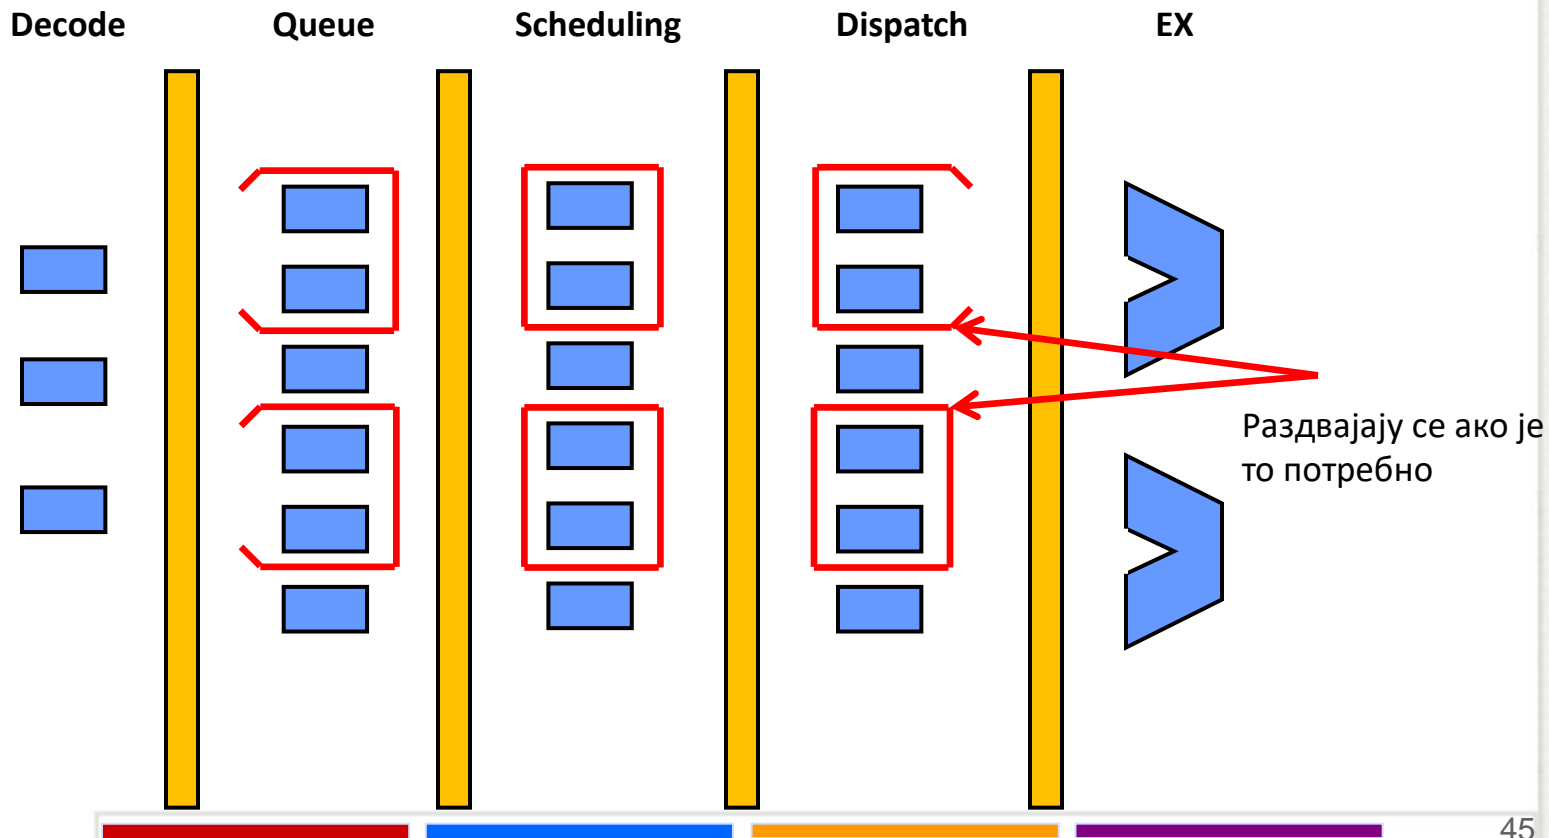 Decode Queue Scheduling Dispatch EX
Раздвајају се ако је
то потребно
45